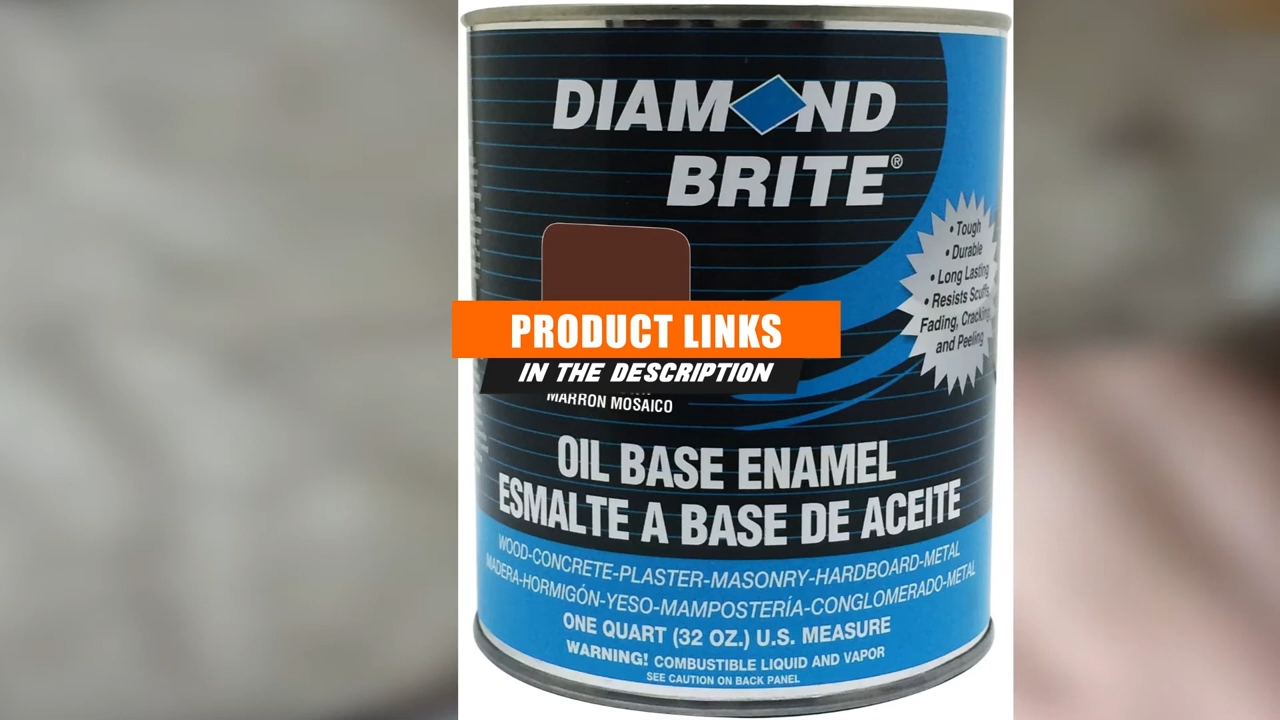 DIAMOND
BRITE®
• Tough
• Durable
• Long Lasting
• Resists Scuffs,
Fading, Cracking
and Peeling
PRODUCT LINKS
IN THE DESCRIPTION
MARRON MOSAICO
OIL BASE ENAMEL
ESMALTE A BASE DE ACEITE
WOOD-CONCRETE-PLASTER-MASONRY-HARDBOARD-METAL
MADERA-HORMIGÓN-YESO-MAMPOSTERÍA-CONGLOMERADO-METAL
ONE QUART (32 OZ.) U.S. MEASURE
WARNING! COMBUSTIBLE LIQUID AND VAPOR
SEE CAUTION ON BACK PANEL